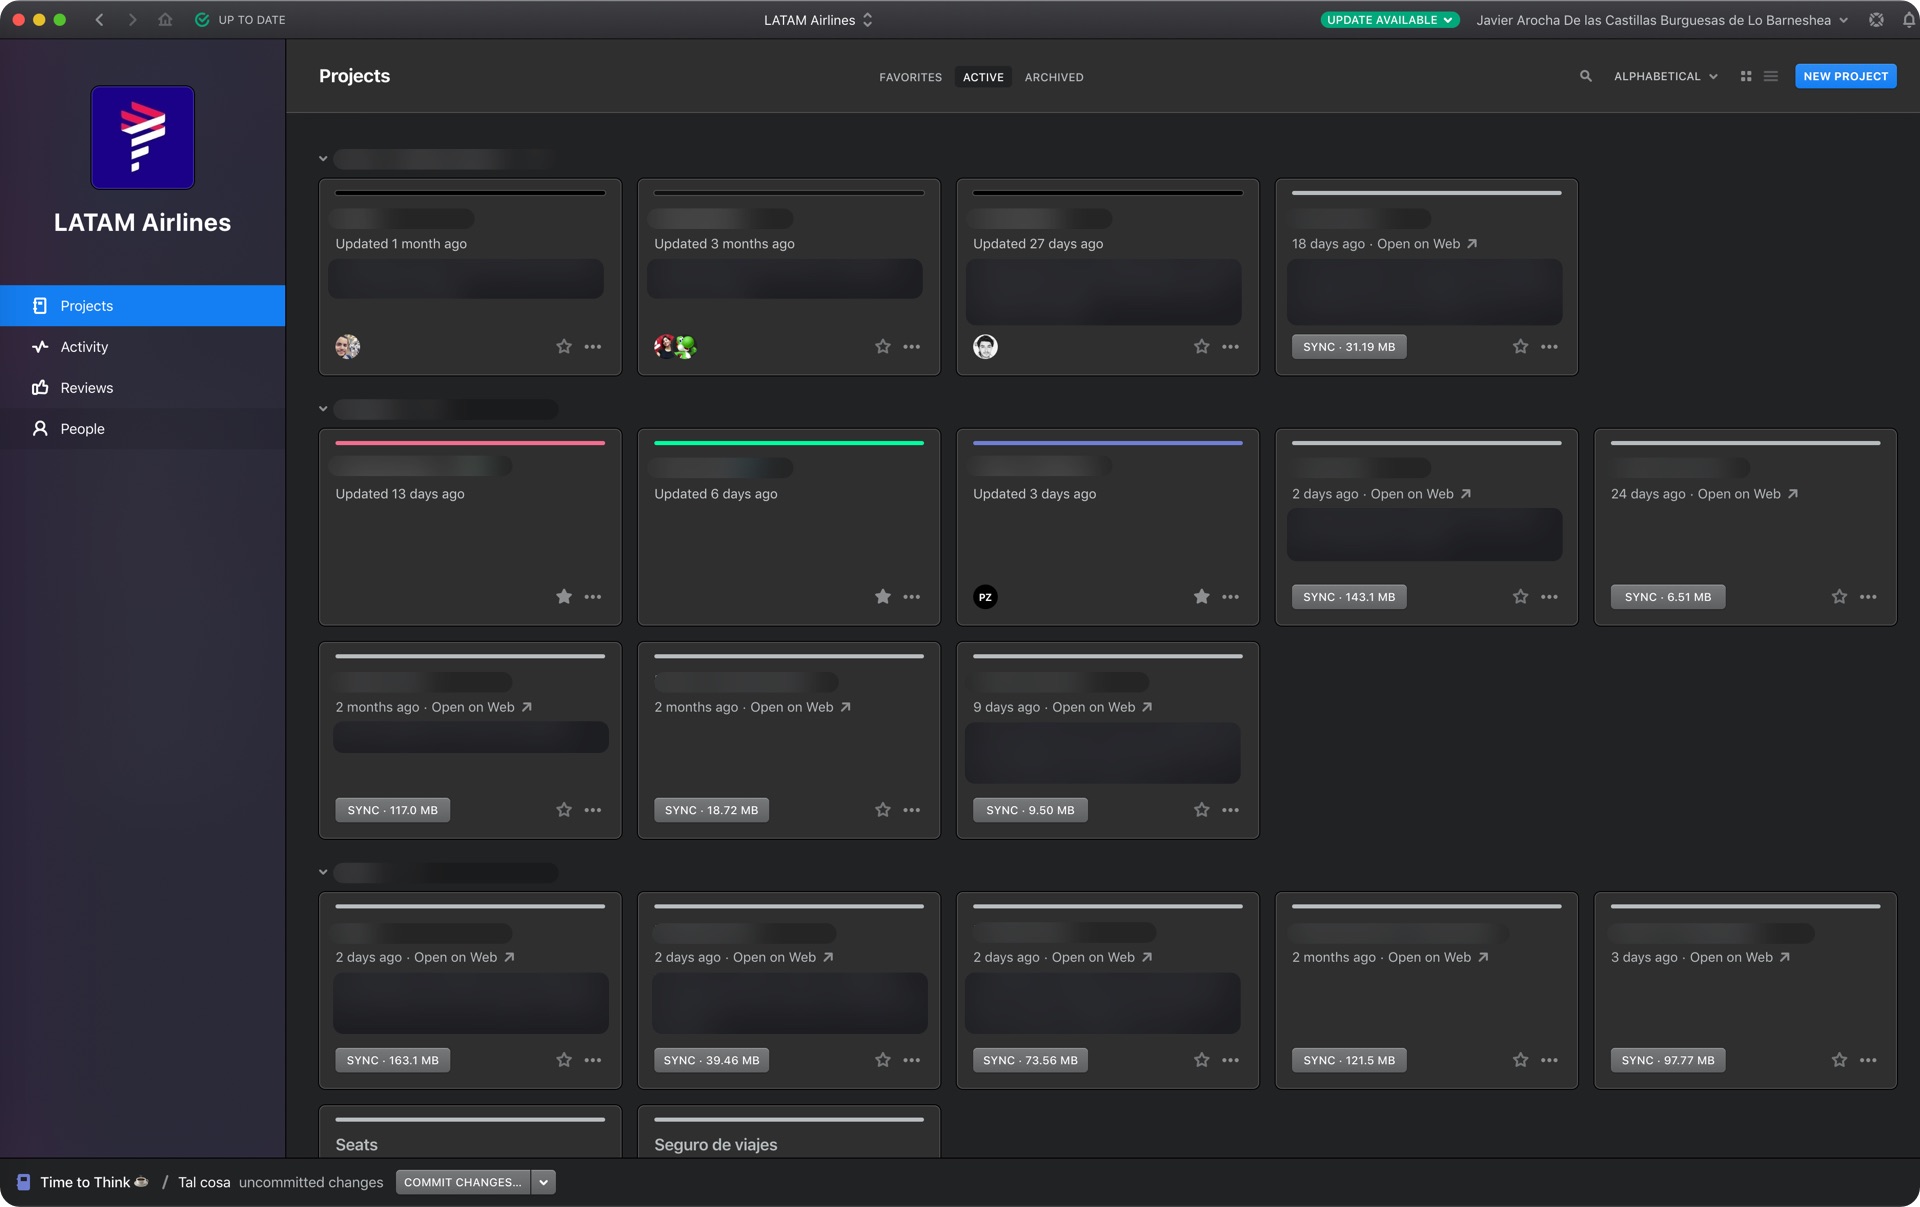 UP TO DATE
LATAM Airlines
UPDATE AVAILABLE
Javier Arocha De las Castillas Burguesas de Lo Barneshea
LATAM Airlines
Projects
Activity
Reviews
People
Projects
FAVORITES
ACTIVE
ARCHIVED
ALPHABETICAL
NEW PROJECT
Updated 1 month ago
Updated 3 months ago
Updated 27 days ago
18 days ago · Open on Web
SYNC · 31.19 MB
Updated 13 days ago
Updated 6 days ago
Updated 3 days ago
PZ
2 days ago · Open on Web
SYNC · 143.1 MB
24 days ago · Open on Web
SYNC · 6.51 MB
2 months ago · Open on Web
SYNC · 117.0 MB
2 months ago · Open on Web
SYNC · 18.72 MB
9 days ago · Open on Web
SYNC · 9.50 MB
2 days ago · Open on Web
SYNC · 163.1 MB
2 days ago · Open on Web
SYNC · 39.46 MB
2 days ago · Open on Web
SYNC · 73.56 MB
2 months ago · Open on Web
SYNC · 121.5 MB
3 days ago · Open on Web
SYNC · 97.77 MB
Seats
Seguro de viajes
Time to Think ☕ / Tal cosa uncommitted changes
COMMIT CHANGES...